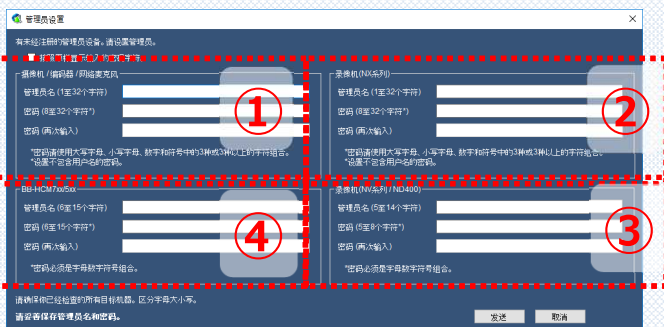 管理员设置
有未经注册的管理员设备。请设置管理员。
摄像机 / 编码器 / 网络麦克风
管理员名 (1至32个字符)
密码 (8至32个字符*)
密码 (再次输入)
*密码请使用大写字母、小写字母、数字和符号中的3种或3种以上的字符组合。
*设置不包含用户名的密码。
①
录像机(NX系列)
管理员名 (1至32个字符)
密码 (8至32个字符*)
密码 (再次输入)
*密码请使用大写字母、小写字母、数字和符号中的3种或3种以上的字符组合。
*设置不包含用户名的密码。
②
BB-HCM7xx/5xx
管理员名 (6至15个字符)
密码 (6至15个字符*)
密码 (再次输入)
*密码必须是字母数字符号组合。
④
录像机(NV系列 / ND400)
管理员名 (5至14个字符)
密码 (5至8个字符*)
密码 (再次输入)
*密码必须是字母数字符号组合。
③
请确保你已经检查的所有目标机器。区分字母大小写。
请妥善保存管理员名和密码。
发送
取消